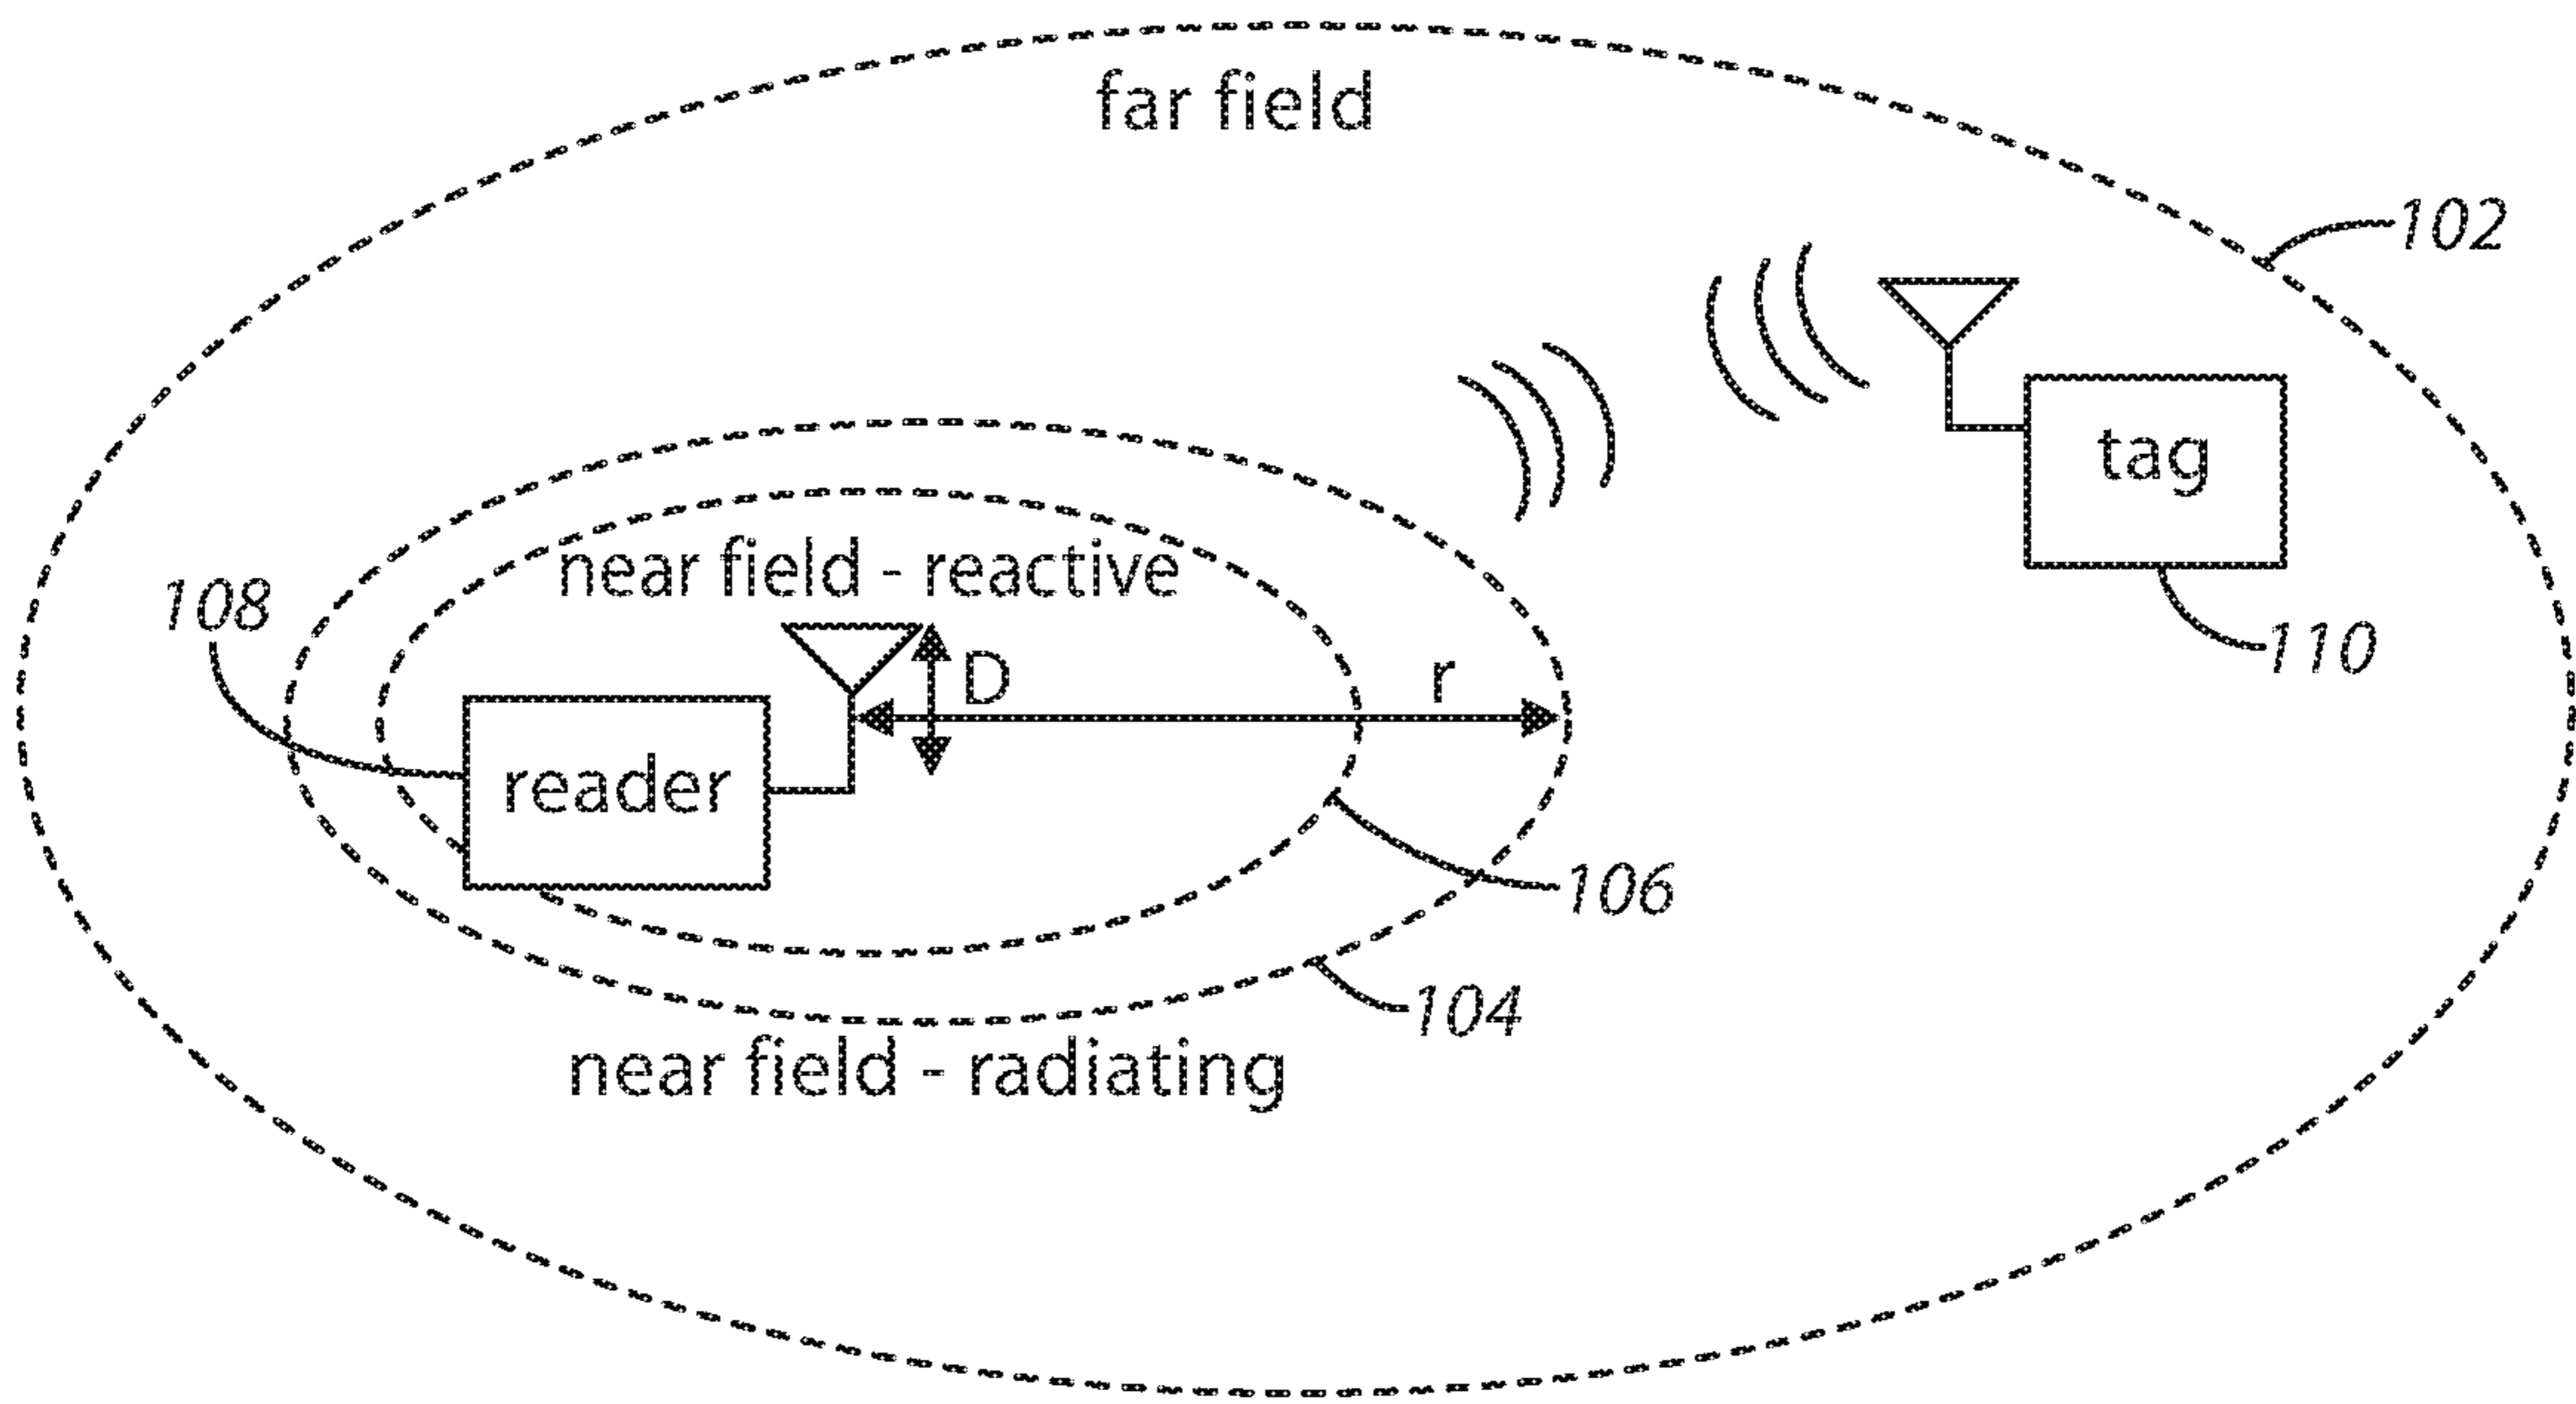 far field
102
near field - reactive
108
D
r
tag
110
reader
106
104
near field - radiating